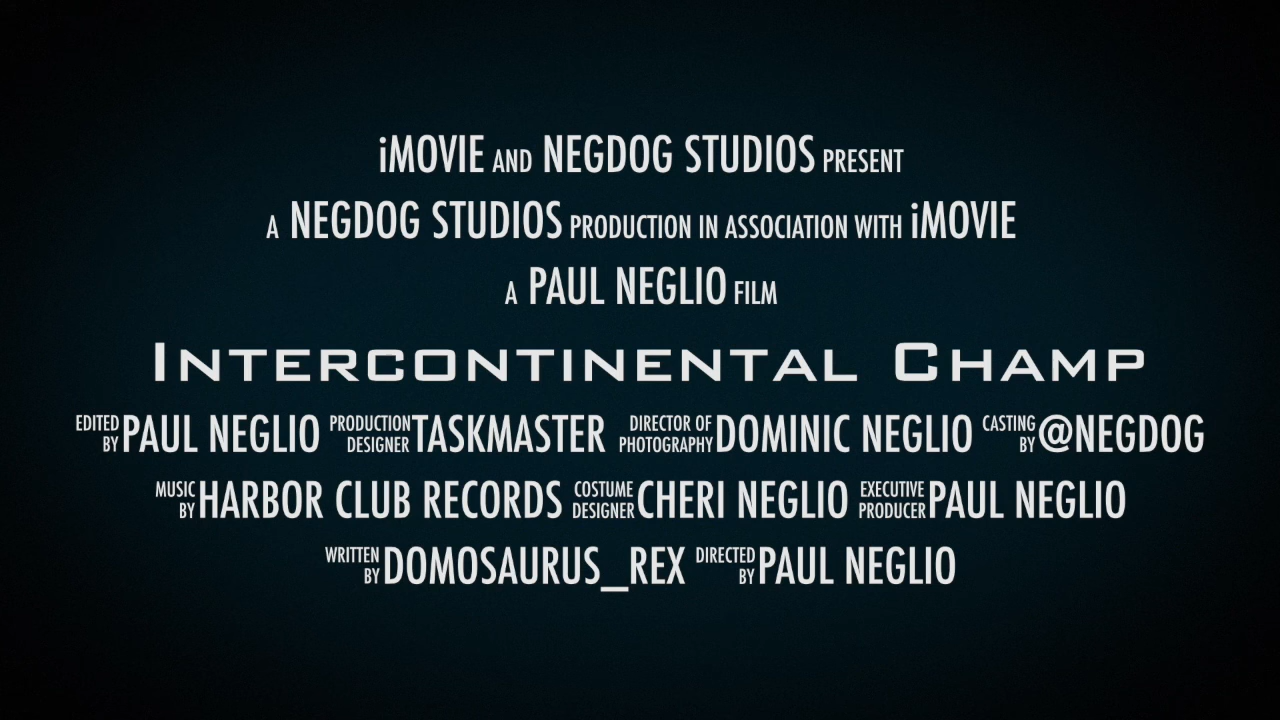 iMOVIE AND NEGDOG STUDIOS PRESENT
A NEGDOG STUDIOS PRODUCTION IN ASSOCIATION WITH iMOVIE
A PAUL NEGLIO FILM
INTERCONTINENTAL CHAMP
EDITED BY PAUL NEGLIO PRODUCTION DESIGNER TASKMASTER DIRECTOR OF PHOTOGRAPHY DOMINIC NEGLIO CASTING BY @NEGDOG
MUSIC BY HARBOR CLUB RECORDS COSTUME DESIGNER CHERI NEGLIO EXECUTIVE PRODUCER PAUL NEGLIO
WRITTEN BY DOMOSAURUS_REX DIRECTED BY PAUL NEGLIO